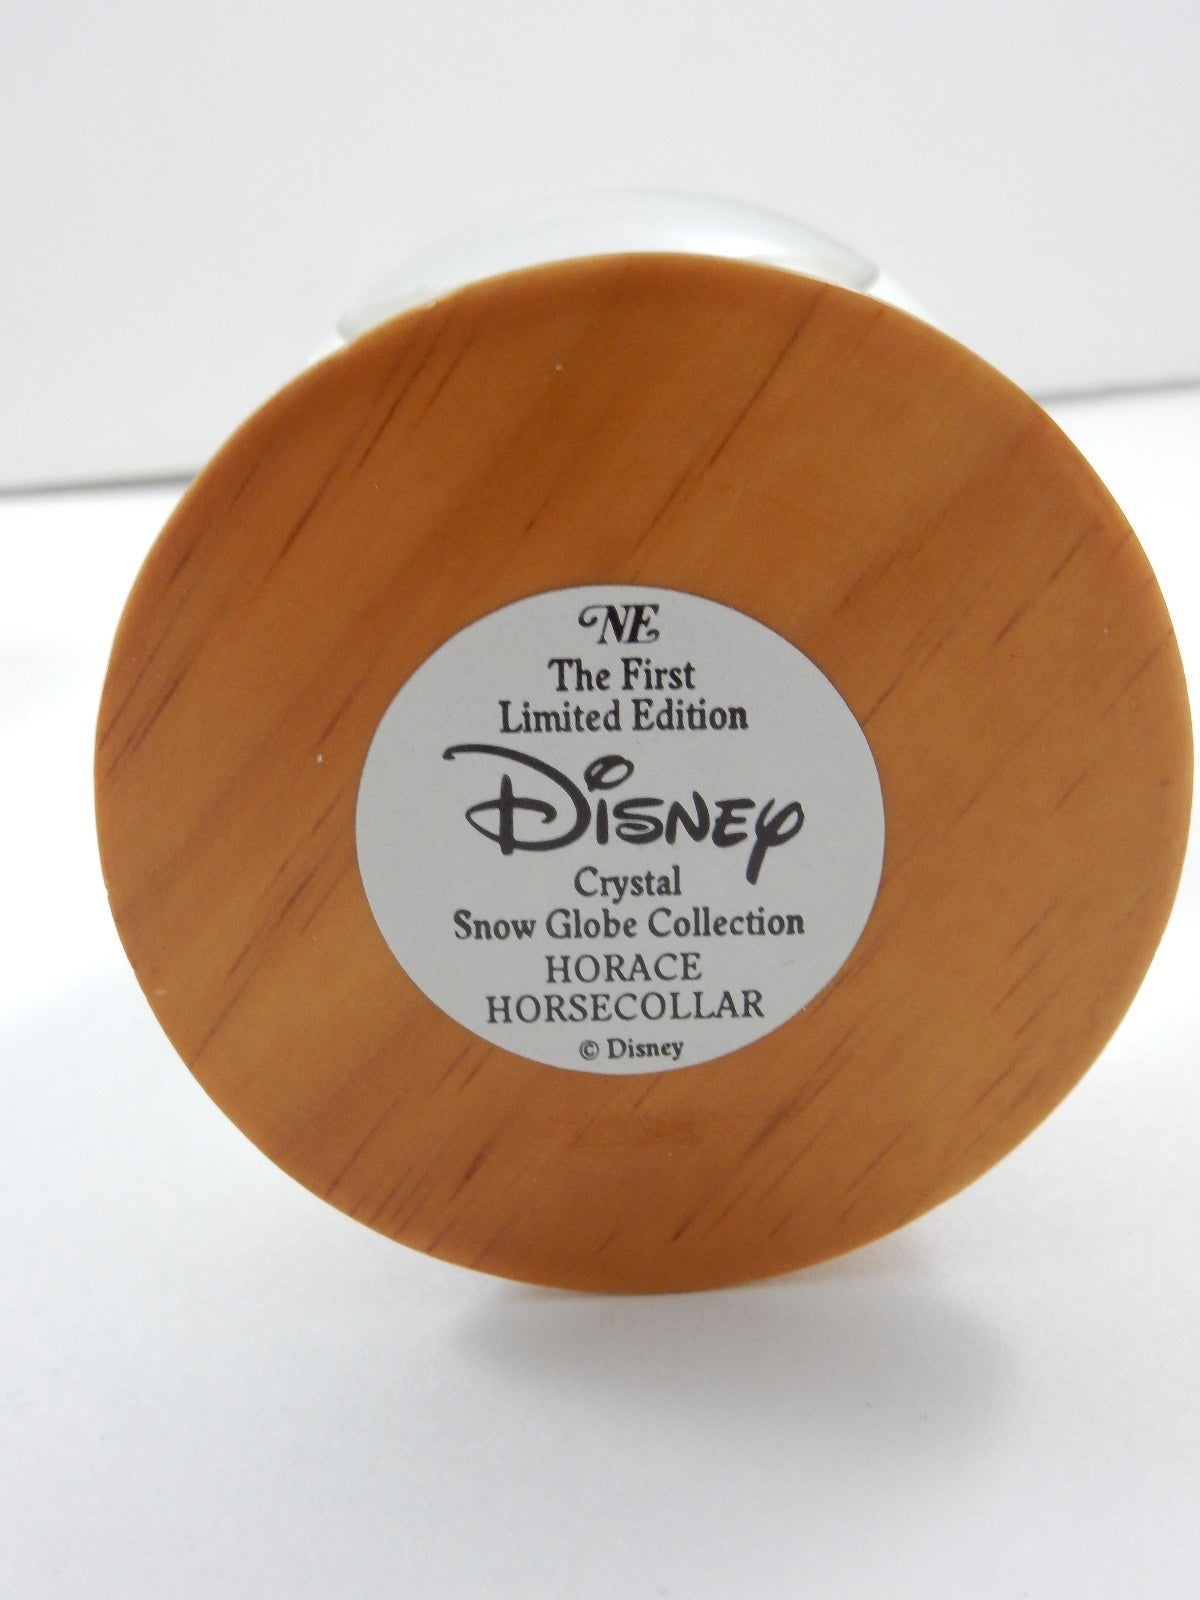 NE
The First
Limited Edition
Disney
Crystal
Snow Globe Collection
HORACE
HORSECOLLAR
© Disney